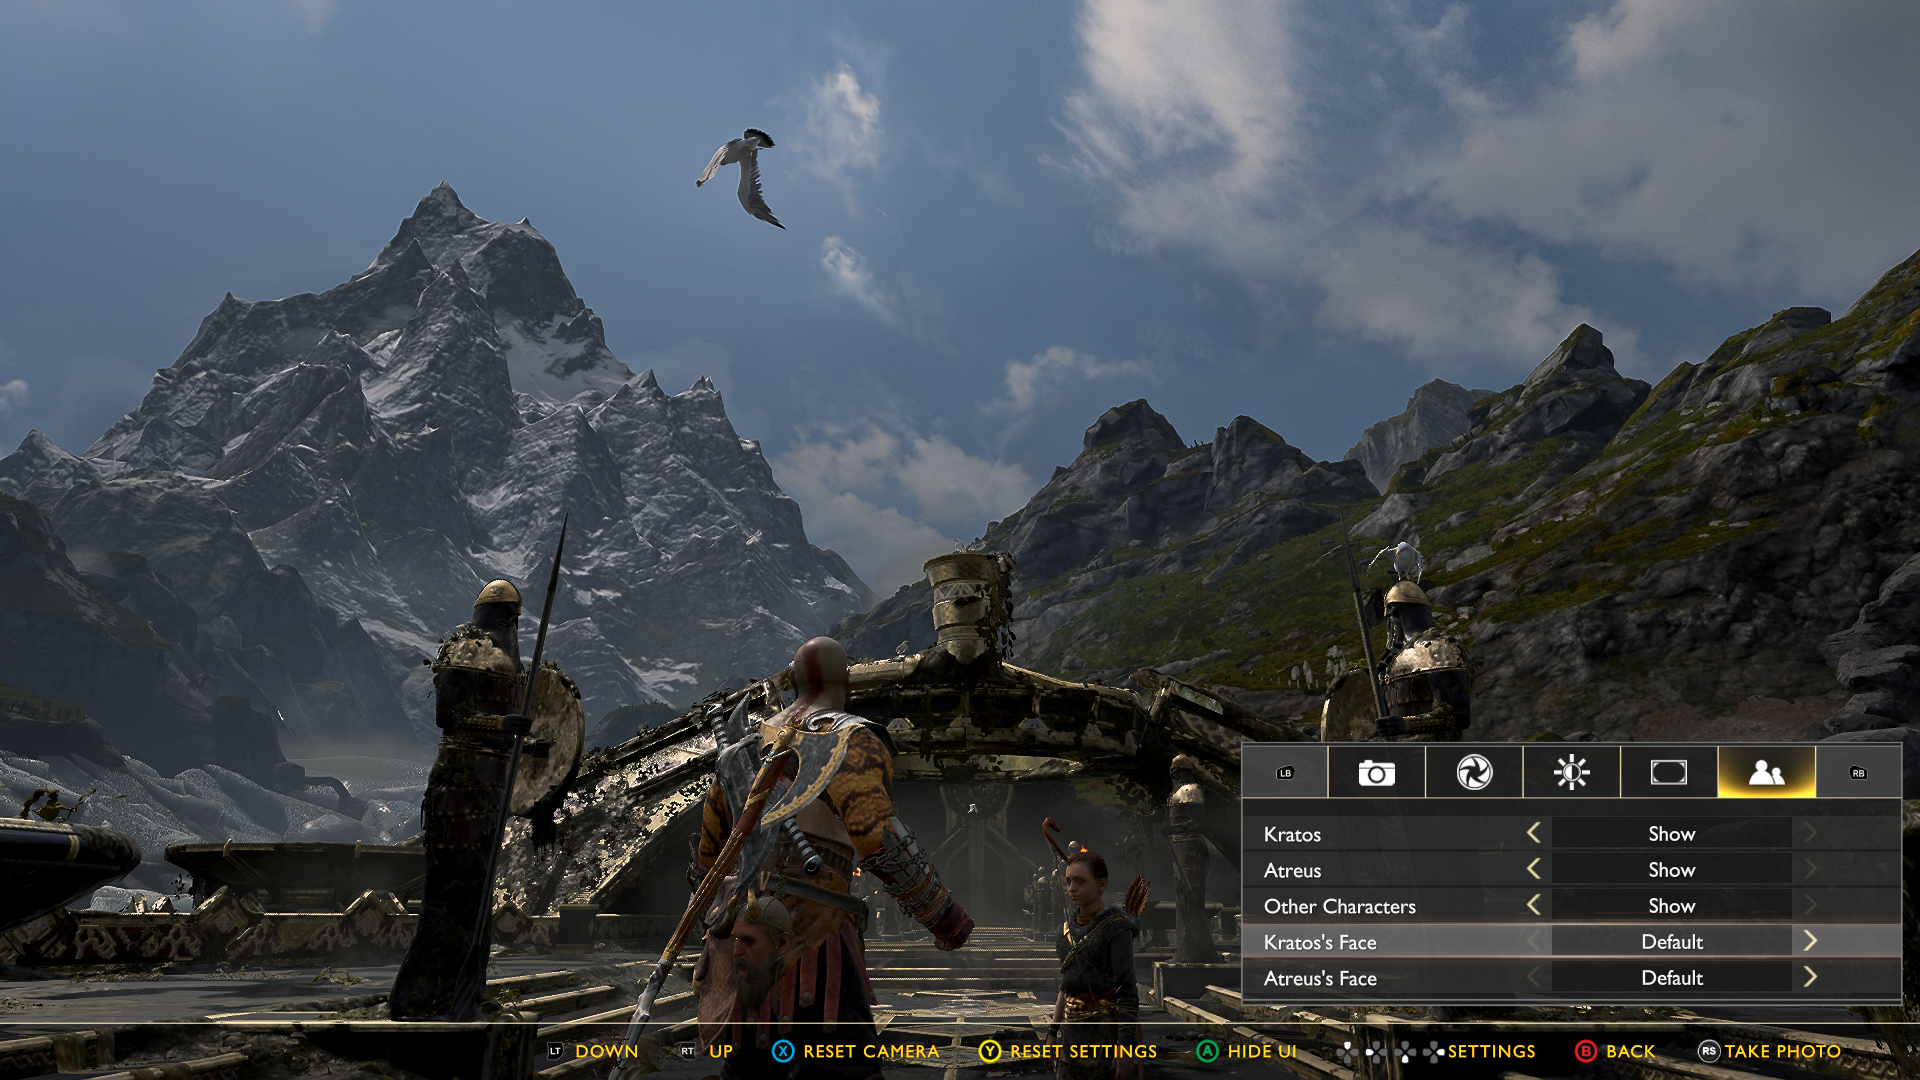 LB RB
Kratos Show
Atreus Show
Other Characters Show
Kratos's Face Default
Atreus's Face Default
LT DOWN RT UP X RESET CAMERA Y RESET SETTINGS A HIDE UI SETTINGS B BACK RS TAKE PHOTO